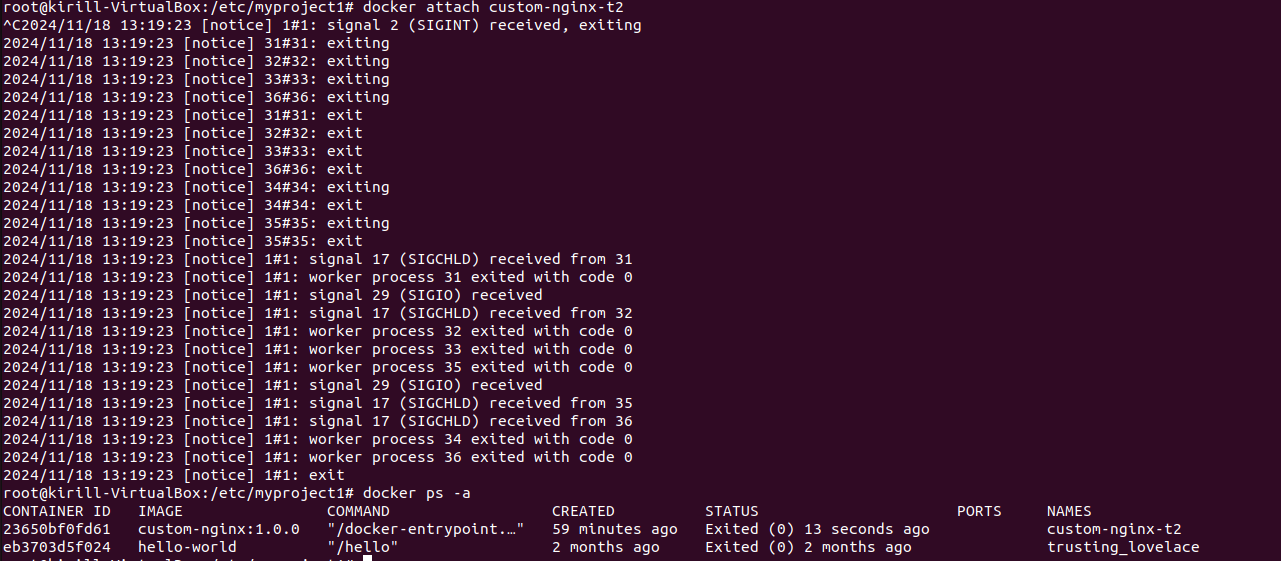 root@kirill-VirtualBox:/etc/myproject1# docker attach custom-nginx-t2
^C2024/11/18 13:19:23 [notice] 1#1: signal 2 (SIGINT) received, exiting
2024/11/18 13:19:23 [notice] 31#31: exiting
2024/11/18 13:19:23 [notice] 32#32: exiting
2024/11/18 13:19:23 [notice] 33#33: exiting
2024/11/18 13:19:23 [notice] 36#36: exiting
2024/11/18 13:19:23 [notice] 31#31: exit
2024/11/18 13:19:23 [notice] 32#32: exit
2024/11/18 13:19:23 [notice] 33#33: exit
2024/11/18 13:19:23 [notice] 36#36: exit
2024/11/18 13:19:23 [notice] 34#34: exiting
2024/11/18 13:19:23 [notice] 34#34: exit
2024/11/18 13:19:23 [notice] 35#35: exiting
2024/11/18 13:19:23 [notice] 35#35: exit
2024/11/18 13:19:23 [notice] 1#1: signal 17 (SIGCHLD) received from 31
2024/11/18 13:19:23 [notice] 1#1: worker process 31 exited with code 0
2024/11/18 13:19:23 [notice] 1#1: signal 29 (SIGIO) received
2024/11/18 13:19:23 [notice] 1#1: signal 17 (SIGCHLD) received from 32
2024/11/18 13:19:23 [notice] 1#1: worker process 32 exited with code 0
2024/11/18 13:19:23 [notice] 1#1: worker process 33 exited with code 0
2024/11/18 13:19:23 [notice] 1#1: worker process 35 exited with code 0
2024/11/18 13:19:23 [notice] 1#1: signal 29 (SIGIO) received
2024/11/18 13:19:23 [notice] 1#1: signal 17 (SIGCHLD) received from 35
2024/11/18 13:19:23 [notice] 1#1: signal 17 (SIGCHLD) received from 36
2024/11/18 13:19:23 [notice] 1#1: worker process 34 exited with code 0
2024/11/18 13:19:23 [notice] 1#1: worker process 36 exited with code 0
2024/11/18 13:19:23 [notice] 1#1: exit
root@kirill-VirtualBox:/etc/myproject1# docker ps -a
CONTAINER ID   IMAGE                COMMAND                  CREATED          STATUS                      PORTS     NAMES
23650bf0fd61   custom-nginx:1.0.0   "/docker-entrypoint.…"   59 minutes ago   Exited (0) 13 seconds ago             custom-nginx-t2
eb3703d5f024   hello-world          "/hello"                 2 months ago     Exited (0) 2 months ago               trusting_lovelace